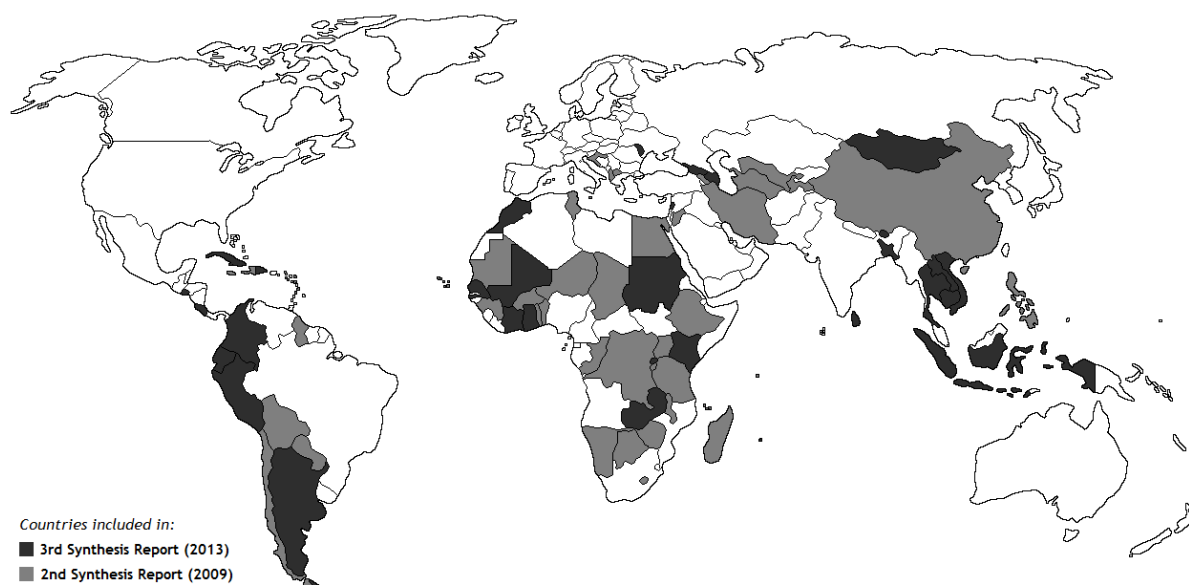 Countries included in:
3rd Synthesis Report (2013)
2nd Synthesis Report (2009)